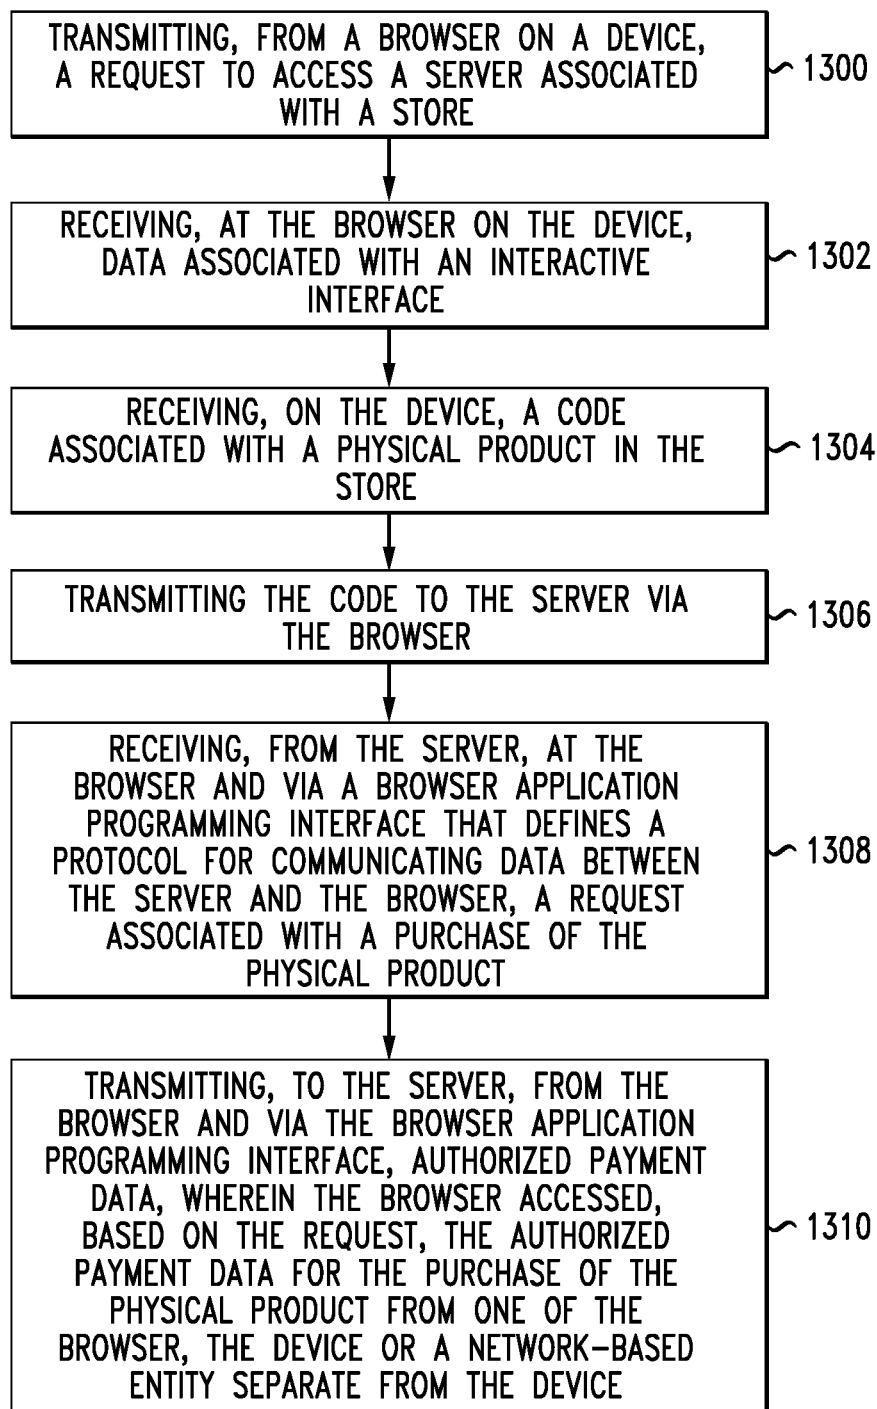 TRANSMITTING, FROM A BROWSER ON A DEVICE,
A REQUEST TO ACCESS A SERVER ASSOCIATED
WITH A STORE
1300
RECEIVING, AT THE BROWSER ON THE DEVICE,
DATA ASSOCIATED WITH AN INTERACTIVE
INTERFACE
1302
RECEIVING, ON THE DEVICE, A CODE
ASSOCIATED WITH A PHYSICAL PRODUCT IN THE
STORE
1304
TRANSMITTING THE CODE TO THE SERVER VIA
THE BROWSER
1306
RECEIVING, FROM THE SERVER, AT THE
BROWSER AND VIA A BROWSER APPLICATION
PROGRAMMING INTERFACE THAT DEFINES A
PROTOCOL FOR COMMUNICATING DATA BETWEEN
THE SERVER AND THE BROWSER, A REQUEST
ASSOCIATED WITH A PURCHASE OF THE
PHYSICAL PRODUCT
1308
TRANSMITTING, TO THE SERVER, FROM THE
BROWSER AND VIA THE BROWSER APPLICATION
PROGRAMMING INTERFACE, AUTHORIZED PAYMENT
DATA, WHEREIN THE BROWSER ACCESSED,
BASED ON THE REQUEST, THE AUTHORIZED
PAYMENT DATA FOR THE PURCHASE OF THE
PHYSICAL PRODUCT FROM ONE OF THE
BROWSER, THE DEVICE OR A NETWORK-BASED
ENTITY SEPARATE FROM THE DEVICE
1310